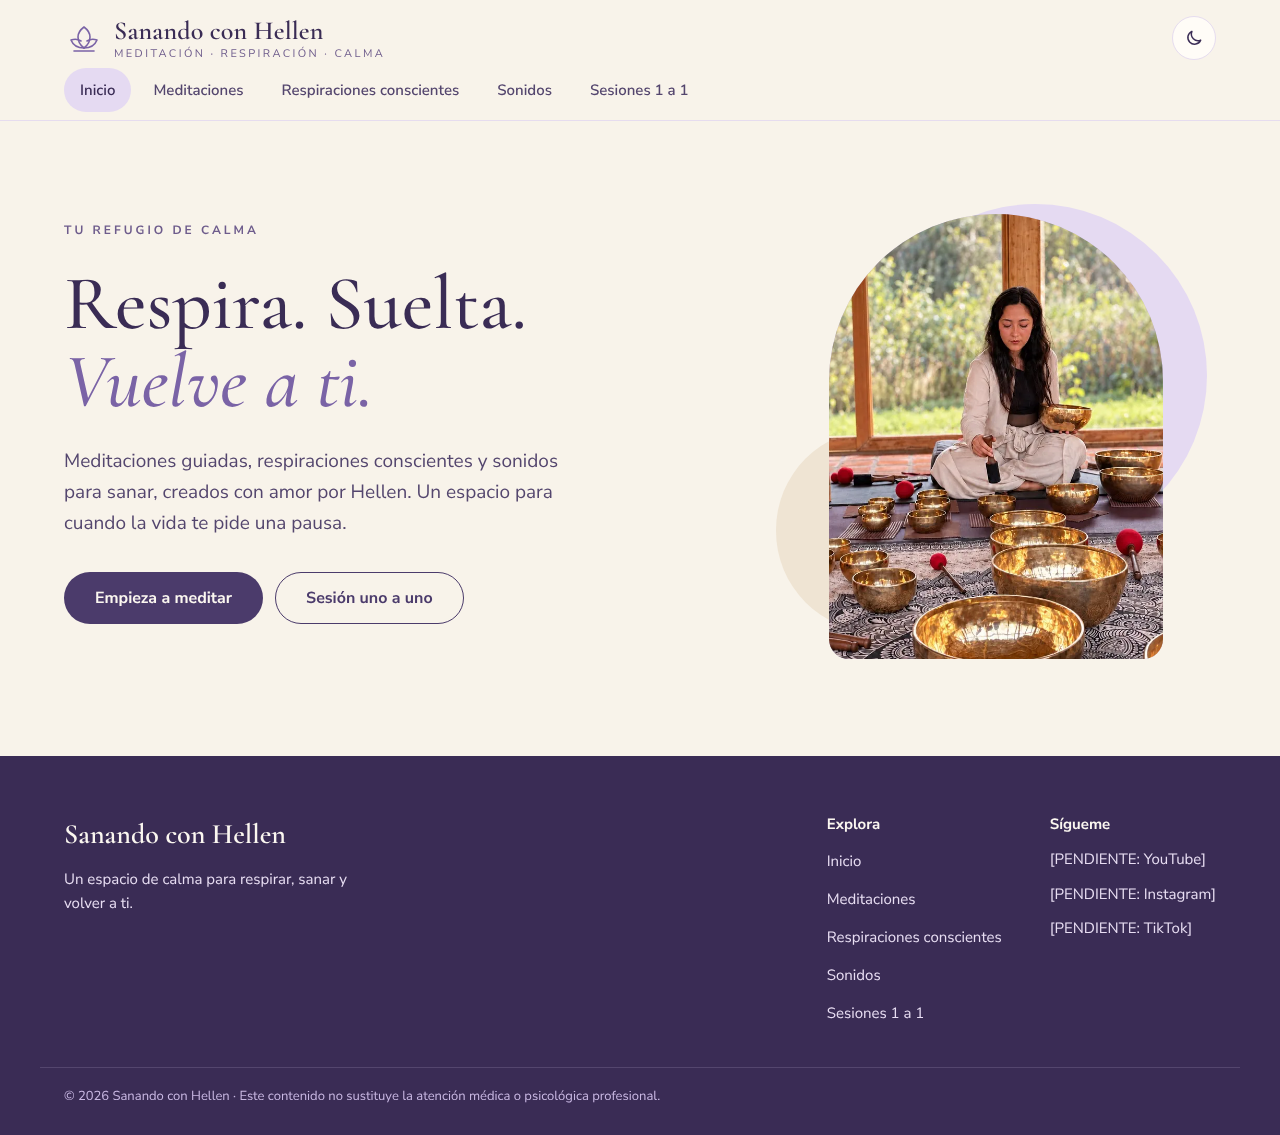 Sanando con Hellen
MEDITACIÓN · RESPIRACIÓN · CALMA
Inicio
Meditaciones
Respiraciones conscientes
Sonidos
Sesiones 1 a 1
TU REFUGIO DE CALMA
Respira. Suelta.
Vuelve a ti.
Meditaciones guiadas, respiraciones conscientes y sonidos
para sanar, creados con amor por Hellen. Un espacio para
cuando la vida te pide una pausa.
Empieza a meditar
Sesión uno a uno
Sanando con Hellen
Un espacio de calma para respirar, sanar y
volver a ti.
Explora
Inicio
Meditaciones
Respiraciones conscientes
Sonidos
Sesiones 1 a 1
Sígueme
[PENDIENTE: YouTube]
[PENDIENTE: Instagram]
[PENDIENTE: TikTok]
© 2026 Sanando con Hellen · Este contenido no sustituye la atención médica o psicológica profesional.